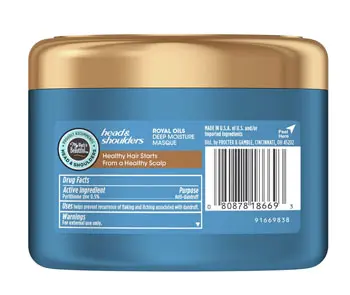 head&
shoulders
ROYAL OILS
DEEP MOISTURE
MASQUE
Healthy Hair Starts
From a Healthy Scalp
HEAD & SHOULDERS
Drug Facts
Active ingredient Purpose
Pyrithione zinc 0.5% Anti-dandruff
Uses helps prevent recurrence of flaking and itching associated with dandruff.
Warnings
For external use only.
MADE IN U.S.A. of U.S. and/or
Imported Ingredients
Dist. by PROCTER & GAMBLE, CINCINNATI, OH 45202
Peel
Here
0 80878 18669 3
91669838